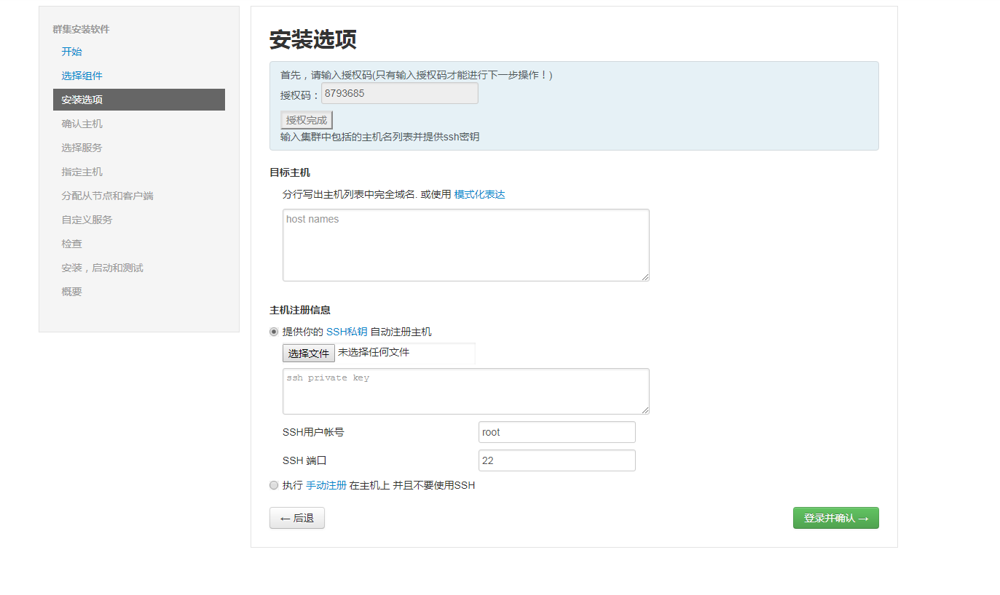 群集安装软件
开始
选择组件
安装选项
确认主机
选择服务
指定主机
分配从节点和客户端
自定义服务
检查
安装，启动和测试
概要
安装选项
首先，请输入授权码(只有输入授权码才能进行下一步操作！)
授权码：8793685
授权完成
输入集群中包括的主机名列表并提供ssh密钥
目标主机
分行写出主机列表中完全域名. 或使用 模式化表达
host names
主机注册信息
提供你的 SSH私钥 自动注册主机
选择文件 未选择任何文件
ssh private key
SSH用户帐号 root
SSH 端口 22
执行 手动注册 在主机上 并且不要使用SSH
← 后退 登录并确认 →